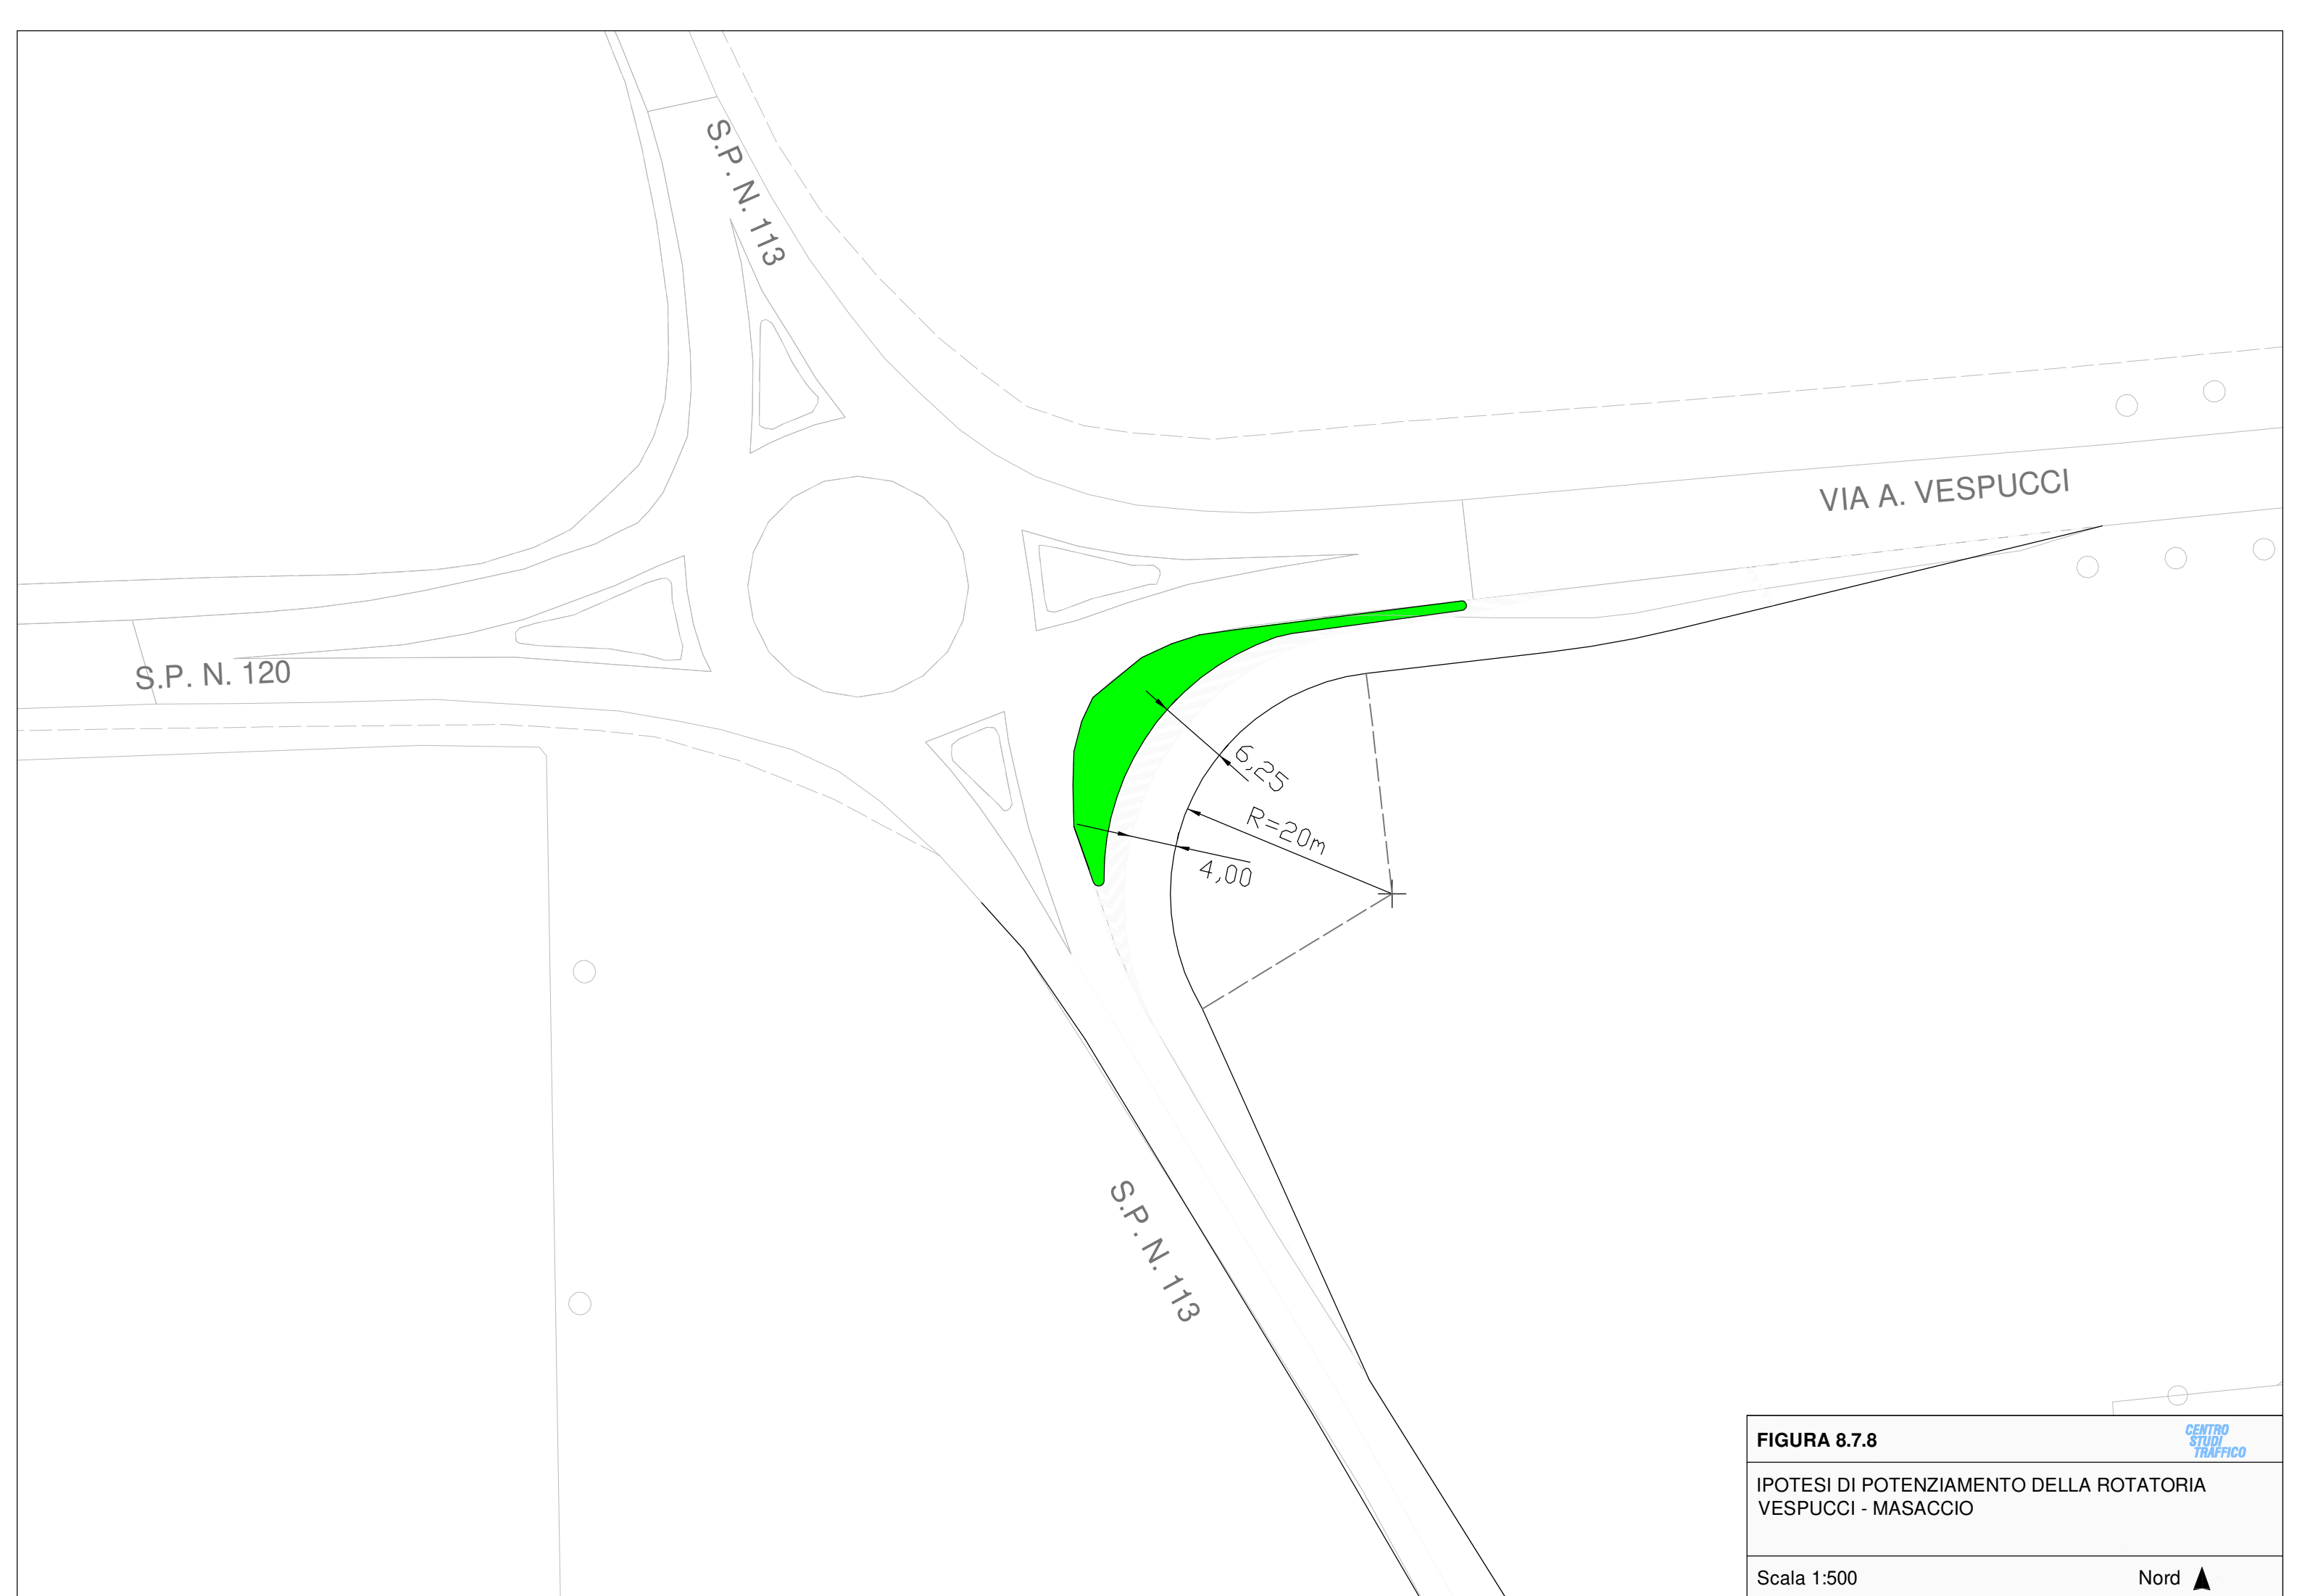 S.P. N. 113
VIA A. VESPUCCI
S.P. N. 120
6,25
R=20m
4,00
S.P. N. 113
FIGURA 8.7.8
CENTRO
STUDI
TRAFFICO
IPOTESI DI POTENZIAMENTO DELLA ROTATORIA
VESPUCCI - MASACCIO
Scala 1:500
Nord